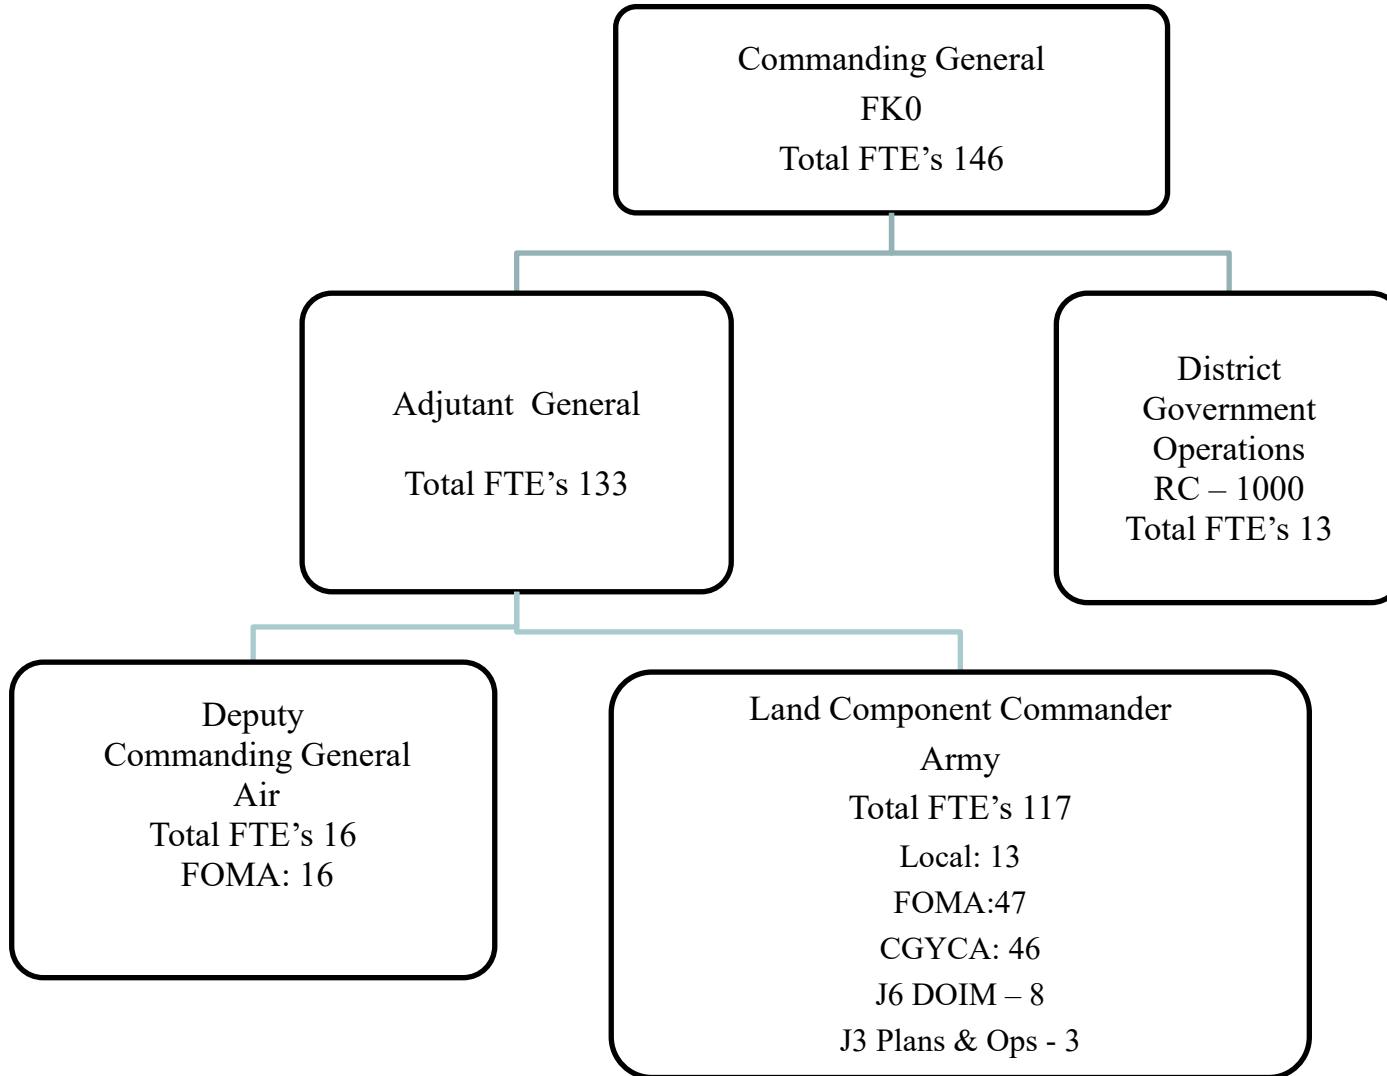 Commanding General
FK0
Total FTE’s 146
Adjutant  General
Total FTE’s 133
District
Government
Operations
RC – 1000
Total FTE’s 13
Deputy
Commanding General
Air
Total FTE’s 16
FOMA: 16
Land Component Commander
Army
Total FTE’s 117
Local: 13
FOMA:47
CGYCA: 46
J6 DOIM – 8
J3 Plans & Ops - 3